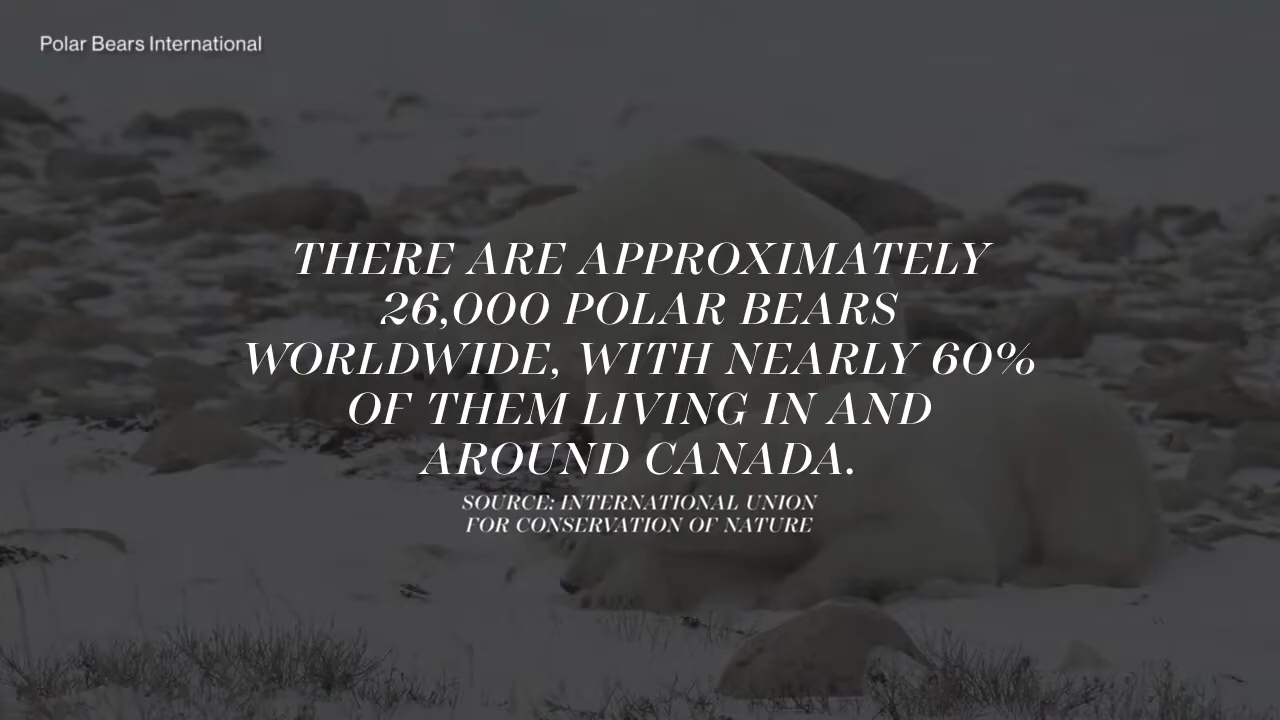 Polar Bears International
THERE ARE APPROXIMATELY
26,000 POLAR BEARS
WORLDWIDE, WITH NEARLY 60%
OF THEM LIVING IN AND
AROUND CANADA.
SOURCE: INTERNATIONAL UNION
FOR CONSERVATION OF NATURE